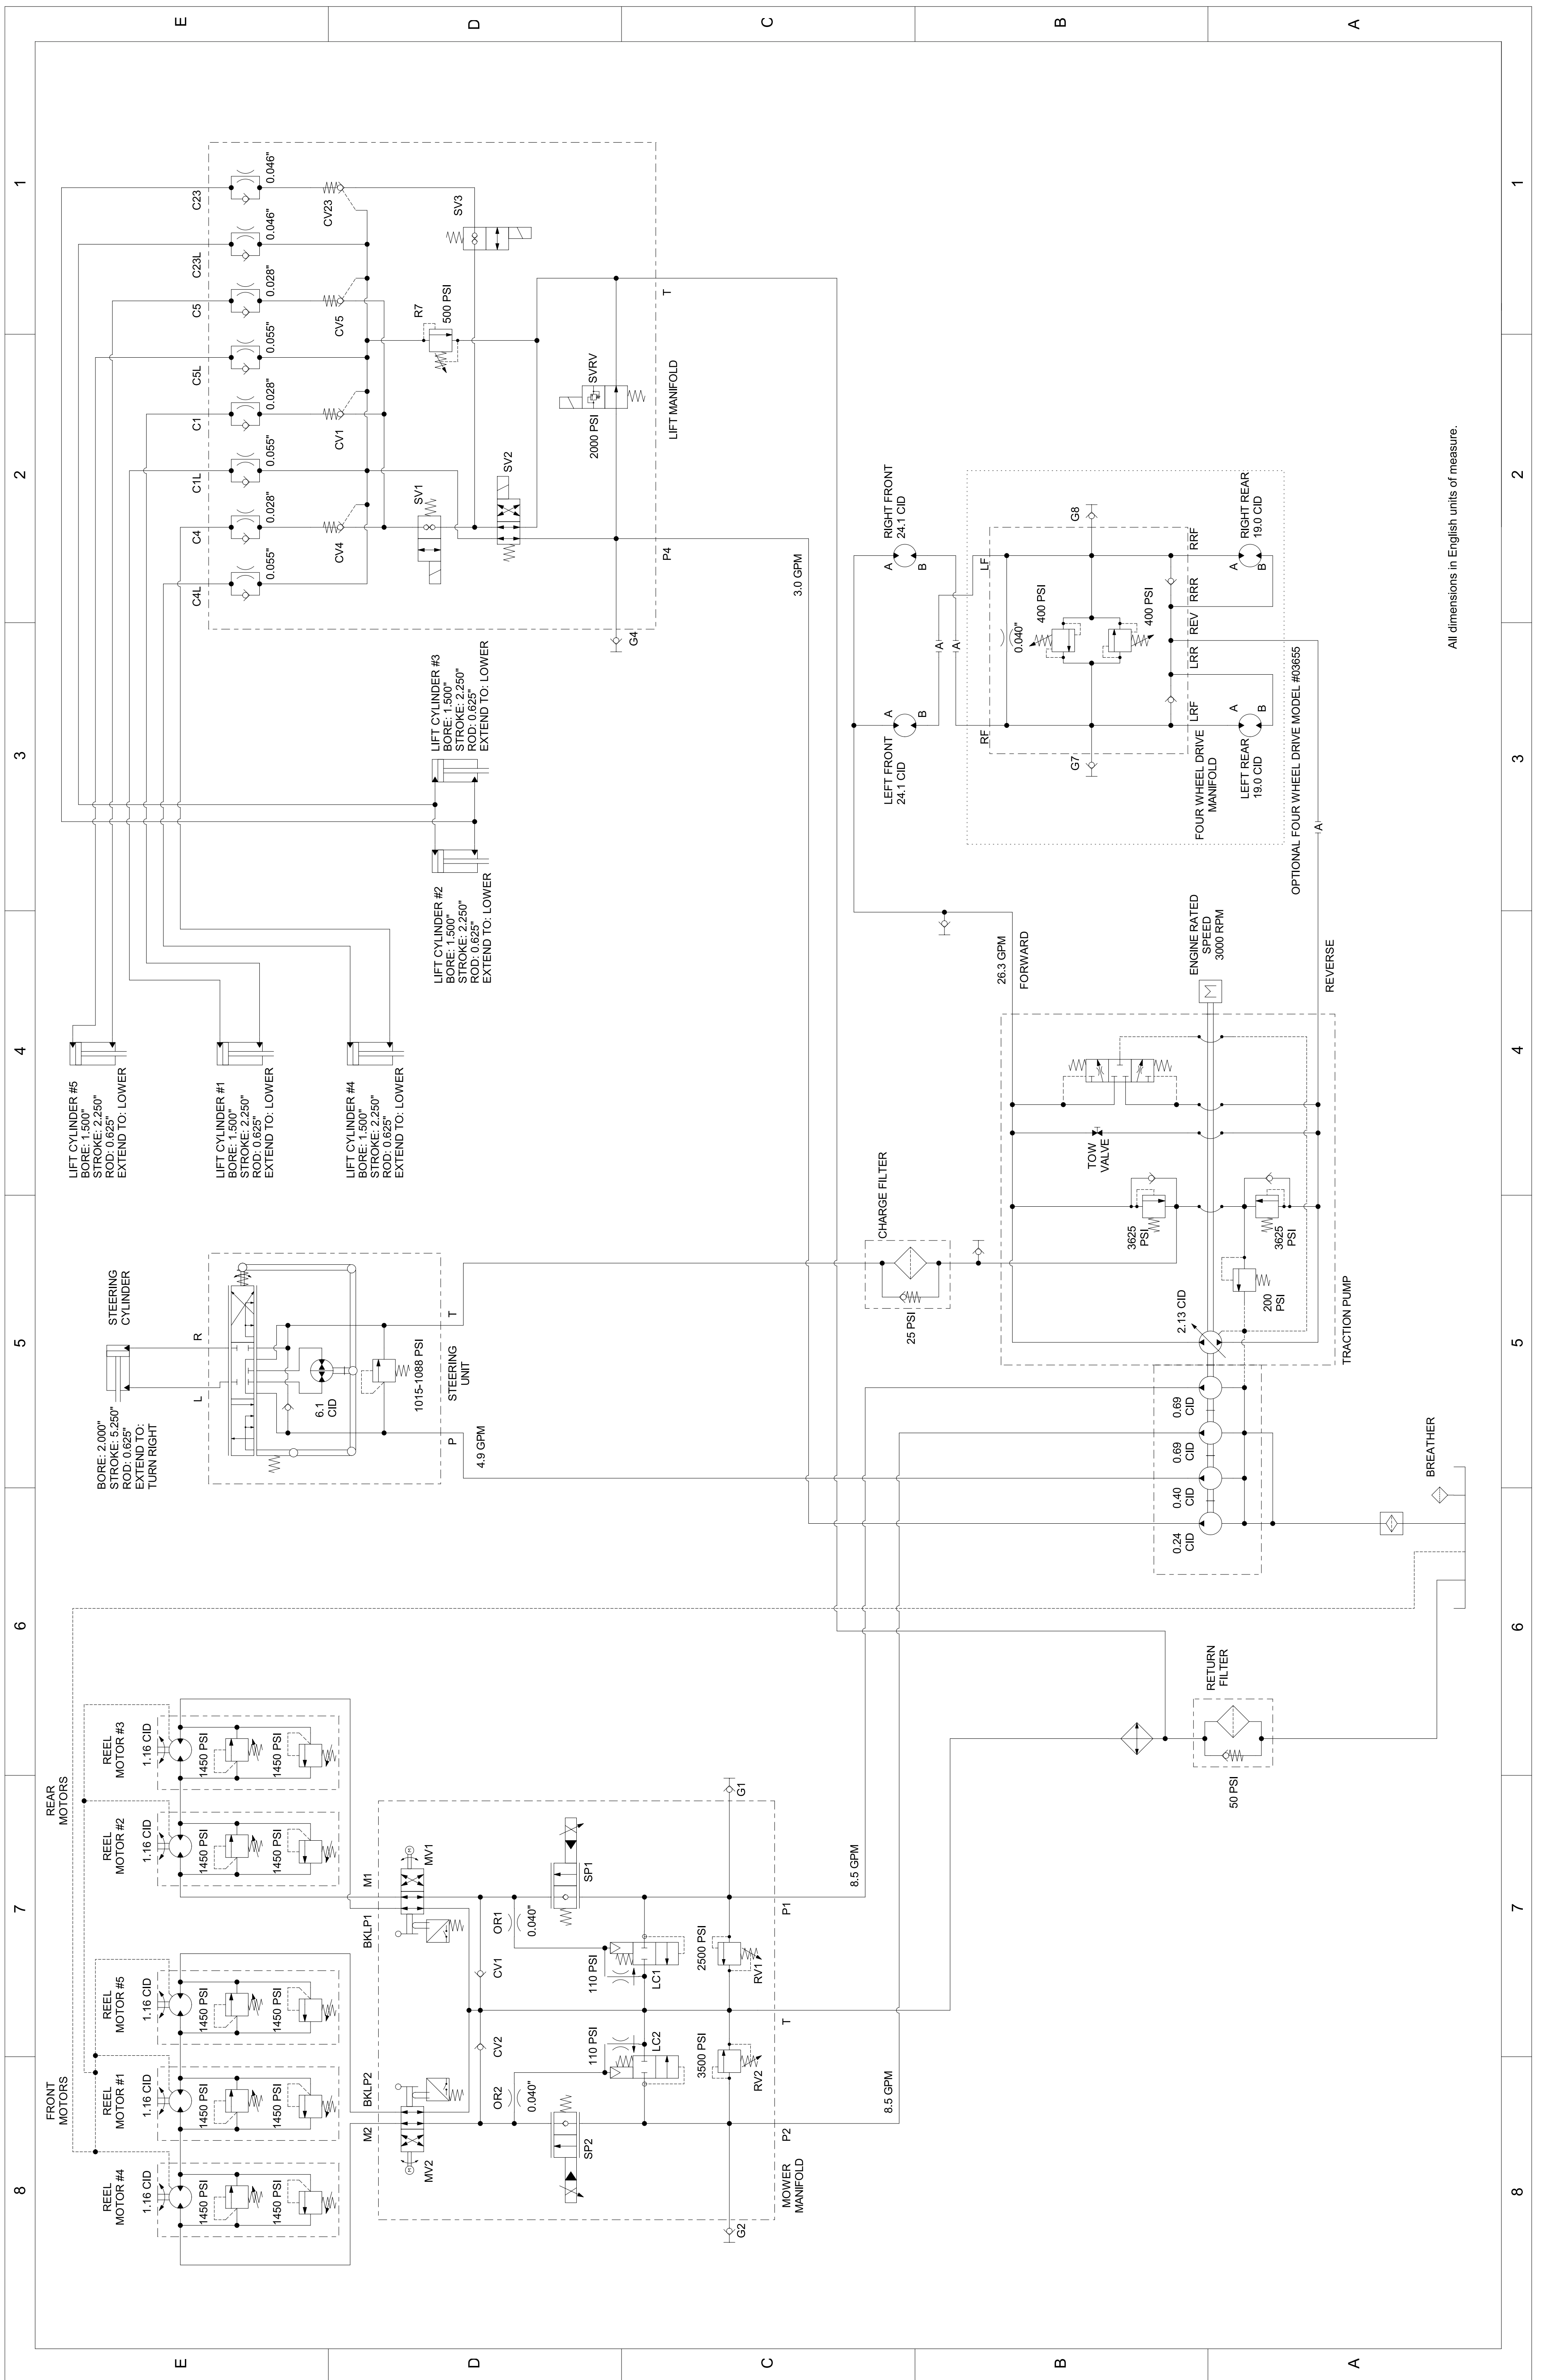 8
7
6
5
4
3
2
1
E
D
C
B
A
FRONT
MOTORS
REAR
MOTORS
REEL
MOTOR #4
1.16 CID
1450 PSI
1450 PSI
REEL
MOTOR #1
1.16 CID
1450 PSI
1450 PSI
REEL
MOTOR #5
1.16 CID
1450 PSI
1450 PSI
REEL
MOTOR #2
1.16 CID
1450 PSI
1450 PSI
REEL
MOTOR #3
1.16 CID
1450 PSI
1450 PSI
M2
BKLP2
MV2
M1
BKLP1
MV1
CV2
CV1
OR2
0.040"
OR1
0.040"
SP2
SP1
110 PSI
LC2
110 PSI
LC1
3500 PSI
RV2
2500 PSI
RV1
G2
G1
P2
T
P1
MOWER
MANIFOLD
8.5 GPM
8.5 GPM
BORE: 2.000"
STROKE: 5.250"
ROD: 0.625"
EXTEND TO:
TURN RIGHT
STEERING
CYLINDER
L
R
6.1
CID
1015-1088 PSI
STEERING
UNIT
P
T
4.9 GPM
LIFT CYLINDER #5
BORE: 1.500"
STROKE: 2.250"
ROD: 0.625"
EXTEND TO: LOWER
LIFT CYLINDER #1
BORE: 1.500"
STROKE: 2.250"
ROD: 0.625"
EXTEND TO: LOWER
LIFT CYLINDER #4
BORE: 1.500"
STROKE: 2.250"
ROD: 0.625"
EXTEND TO: LOWER
LIFT CYLINDER #2
BORE: 1.500"
STROKE: 2.250"
ROD: 0.625"
EXTEND TO: LOWER
LIFT CYLINDER #3
BORE: 1.500"
STROKE: 2.250"
ROD: 0.625"
EXTEND TO: LOWER
C4L
C4
C1L
C1
C5L
C5
C23L
C23
0.055"
0.028"
0.055"
0.028"
0.055"
0.028"
0.046"
0.046"
CV4
CV1
CV5
CV23
SV1
R7
500 PSI
SV3
SV2
2000 PSI
SVRV
G4
P4
LIFT MANIFOLD
T
3.0 GPM
CHARGE FILTER
25 PSI
RETURN
FILTER
50 PSI
BREATHER
0.24
CID
0.40
CID
0.69
CID
0.69
CID
2.13 CID
3625
PSI
3625
PSI
200
PSI
TOW
VALVE
TRACTION PUMP
26.3 GPM
FORWARD
ENGINE RATED
SPEED
3000 RPM
M
REVERSE
LEFT FRONT
24.1 CID
A
B
RIGHT FRONT
24.1 CID
A
B
A
A
RF
LF
0.040"
400 PSI
400 PSI
G7
G8
LRF
LRR
REV
RRR
RRF
FOUR WHEEL DRIVE
MANIFOLD
LEFT REAR
19.0 CID
A
B
RIGHT REAR
19.0 CID
A
B
OPTIONAL FOUR WHEEL DRIVE MODEL #03655
A
All dimensions in English units of measure.
8
7
6
5
4
3
2
1
E
D
C
B
A